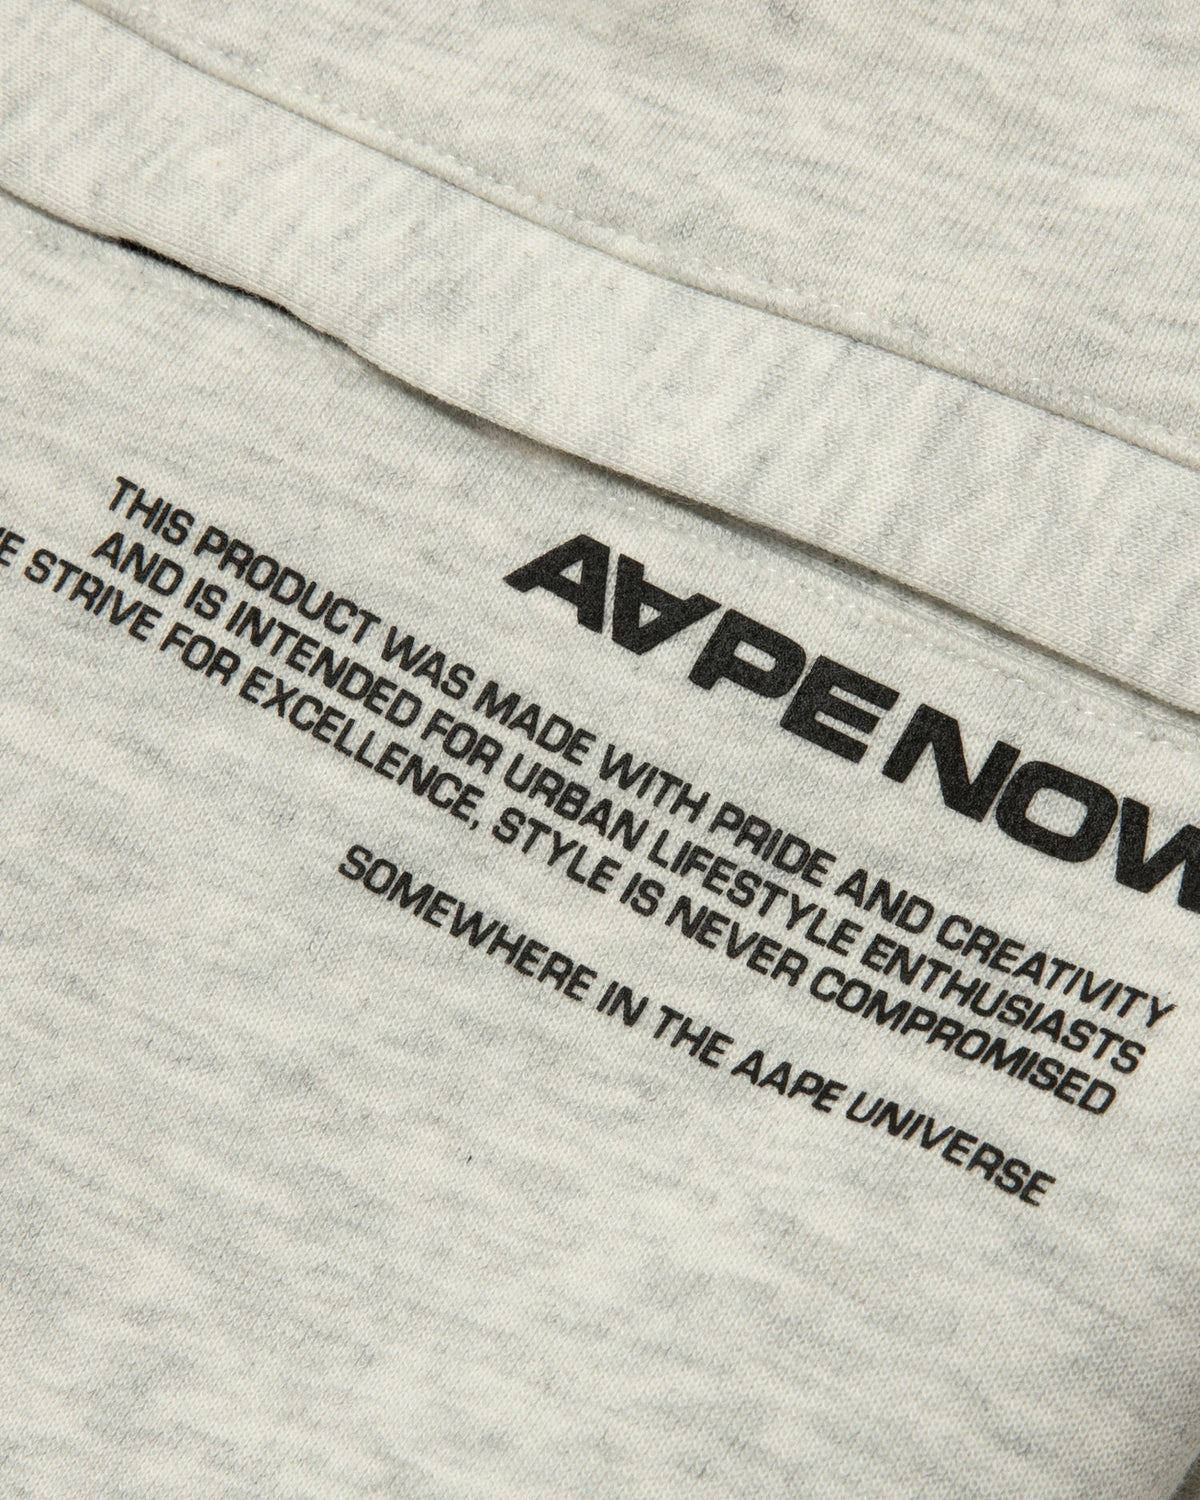 AAPE NOW
THIS PRODUCT WAS MADE WITH PRIDE AND CREATIVITY
AND IS INTENDED FOR URBAN LIFESTYLE ENTHUSIASTS
STRIVE FOR EXCELLENCE, STYLE IS NEVER COMPROMISED
SOMEWHERE IN THE AAPE UNIVERSE